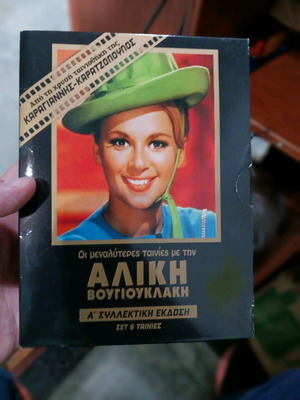 Από τη χρυσή ταινιοθήκη της
ΚΑΡΑΓΙΑΝΝΗΣ-ΚΑΡΑΤΖΟΠΟΥΛΟΣ
Οι μεγαλύτερες ταινίες με την
ΑΛΙΚΗ
ΒΟΥΓΙΟΥΚΛΑΚΗ
Α' ΣΥΛΛΕΚΤΙΚΗ ΕΚΔΟΣΗ
ΣΕΤ 6 ΤΑΙΝΙΕΣ